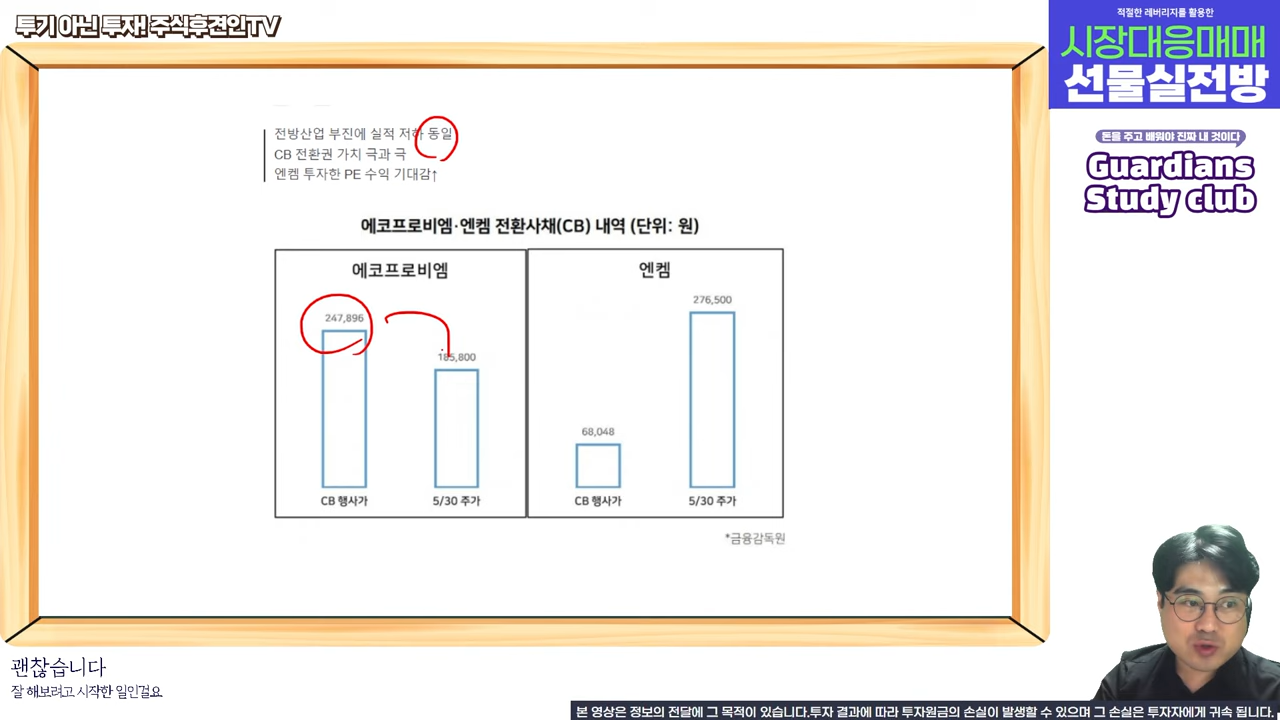 투기 아닌 투자! 주식후견인TV
적절한 레버리지를 활용한
시장대응매매
선물실전방
돈을 주고 배워야 진짜 내 것이다
Guardians
Study club
전방산업 부진에 실적 저하 동일
CB 전환권 가치 극과 극
엔켐 투자한 PE 수익 기대감↑
에코프로비엠·엔켐 전환사채(CB) 내역 (단위: 원)
에코프로비엠
247,896
185,800
CB 행사가
5/30 주가
엔켐
68,048
276,500
CB 행사가
5/30 주가
*금융감독원
괜찮습니다
잘 해보려고 시작한 일인걸요
본 영상은 정보의 전달에 그 목적이 있습니다.투자 결과에 따라 투자원금의 손실이 발생할 수 있으며 그 손실은 투자자에게 귀속 됩니다.